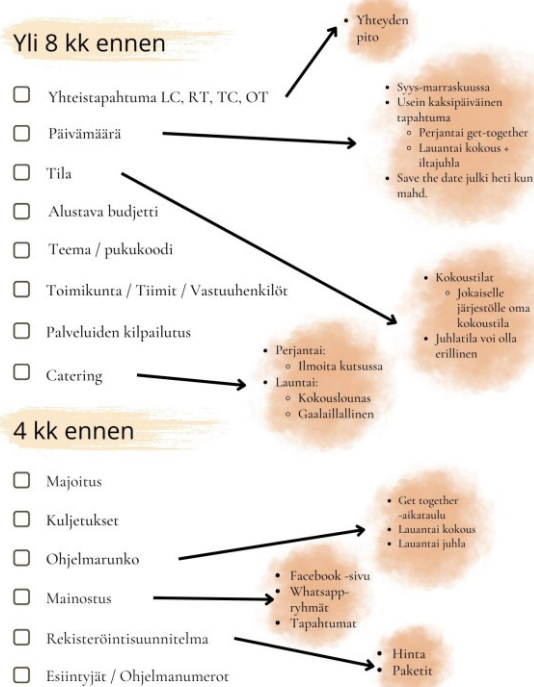 Yli 8 kk ennen
Yhteistapahtuma LC, RT, TC, OT
Päivämäärä
Tila
Alustava budjetti
Teema / pukukoodi
Toimikunta / Tiimit / Vastuuhenkilöt
Palveluiden kilpailutus
Catering
Yhteyden
pito
Syys-marraskuussa
Usein kaksipäiväinen
tapahtuma
Perjantai get-together
Lauantai kokous +
iltajuhla
Save the date julki heti kun
mahd.
Kokoustilat
Jokaiselle
järjestölle oma
kokoustila
Juhlatila voi olla
erillinen
Perjantai:
Ilmoita kutsussa
Launtai:
Kokouslounas
Gaalaillallinen
4 kk ennen
Majoitus
Kuljetukset
Ohjelmarunko
Mainostus
Rekisteröintisuunnitelma
Esiintyjät / Ohjelmanumerot
Get together
-aikataulu
Lauantai kokous
Lauantai juhla
Facebook -sivu
Whatsapp-
ryhmät
Tapahtumat
Hinta
Paketit